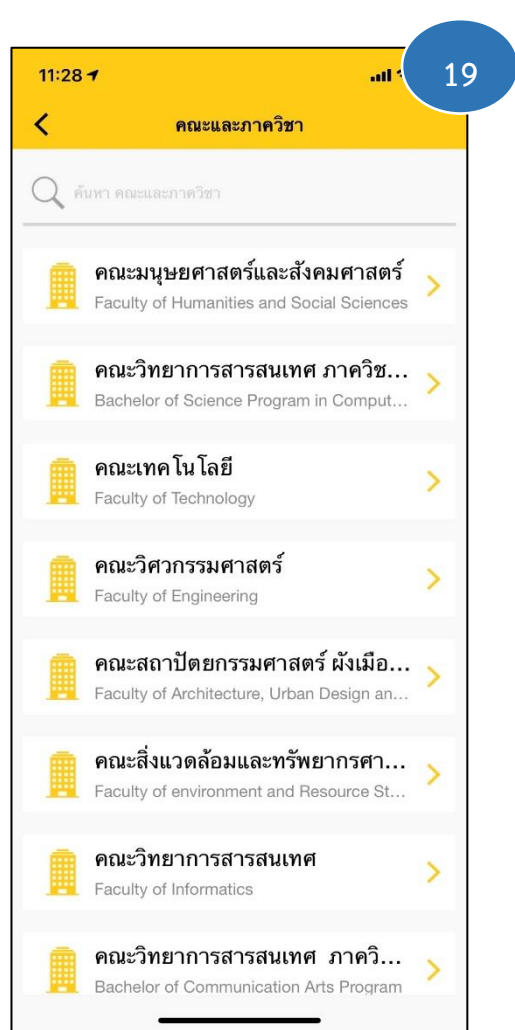 19
11:28
คณะและภาควิชา
ค้นหา คณะและภาควิชา
คณะมนุษยศาสตร์และสังคมศาสตร์
Faculty of Humanities and Social Sciences
คณะวิทยาการสารสนเทศ ภาควิช...
Bachelor of Science Program in Comput...
คณะเทคโนโลยี
Faculty of Technology
คณะวิศวกรรมศาสตร์
Faculty of Engineering
คณะสถาปัตยกรรมศาสตร์ ผังเมือ...
Faculty of Architecture, Urban Design an...
คณะสิ่งแวดล้อมและทรัพยากรศา...
Faculty of environment and Resource St...
คณะวิทยาการสารสนเทศ
Faculty of Informatics
คณะวิทยาการสารสนเทศ ภาควิ...
Bachelor of Communication Arts Program